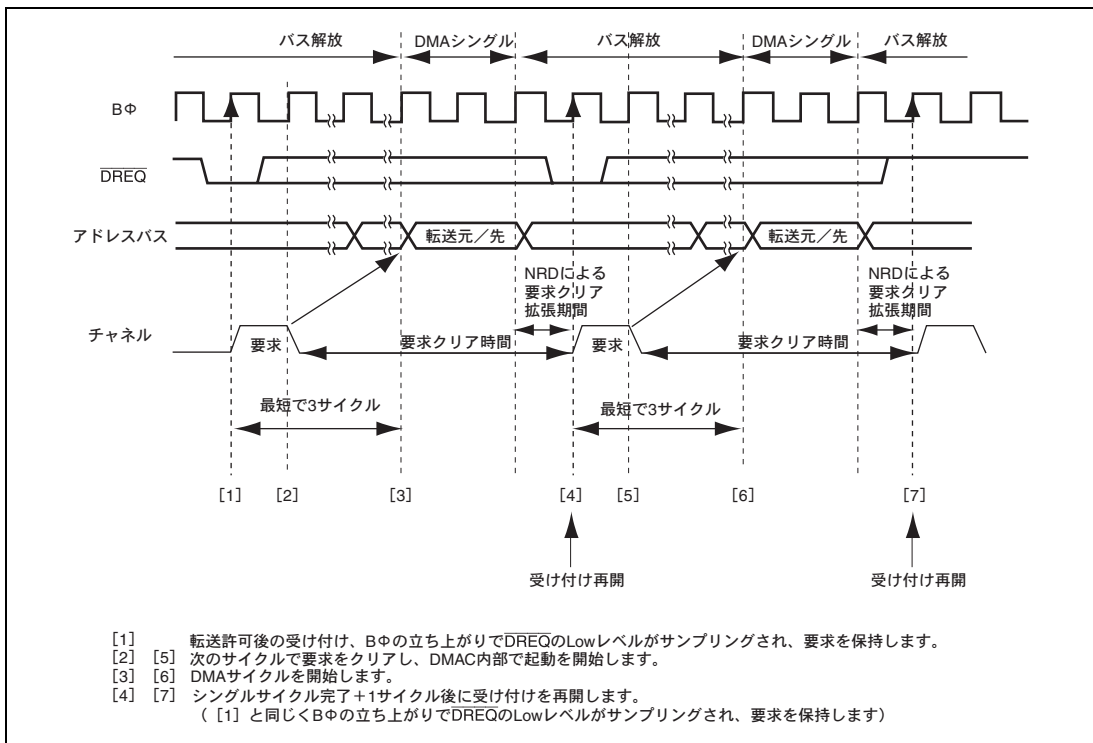 バス解放 DMAシングル バス解放 DMAシングル バス解放
BΦ
DREQ
アドレスバス 転送元／先 転送元／先
NRDによる NRDによる
要求クリア 要求クリア
拡張期間 拡張期間
チャネル 要求 要求クリア時間 要求 要求クリア時間
最短で3サイクル 最短で3サイクル
［1］ ［2］ ［3］ ［4］ ［5］ ［6］ ［7］
受け付け再開 受け付け再開
［1］ 転送許可後の受け付け、BΦの立ち上がりでDREQのLowレベルがサンプリングされ、要求を保持します。
［2］［5］ 次のサイクルで要求をクリアし、DMAC内部で起動を開始します。
［3］［6］ DMAサイクルを開始します。
［4］［7］ シングルサイクル完了＋1サイクル後に受け付けを再開します。
（［1］と同じくBΦの立ち上がりでDREQのLowレベルがサンプリングされ、要求を保持します）